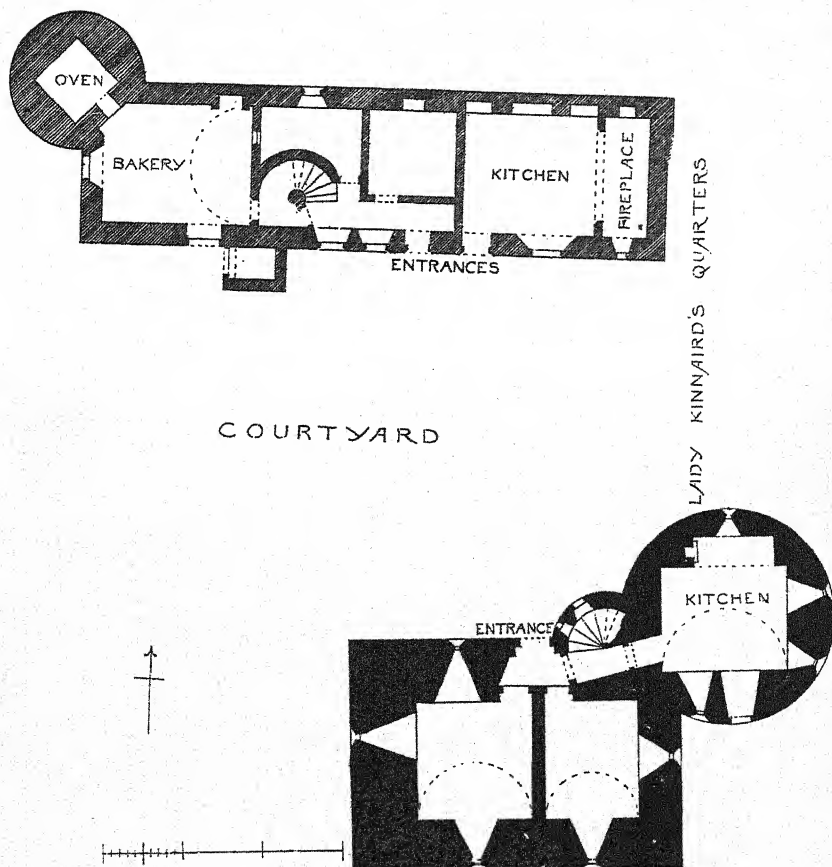 OVEN
BAKERY
KITCHEN
FIREPLACE
ENTRANCES
LADY KINNAIRD'S QUARTERS
COURTYARD
KITCHEN
ENTRANCE